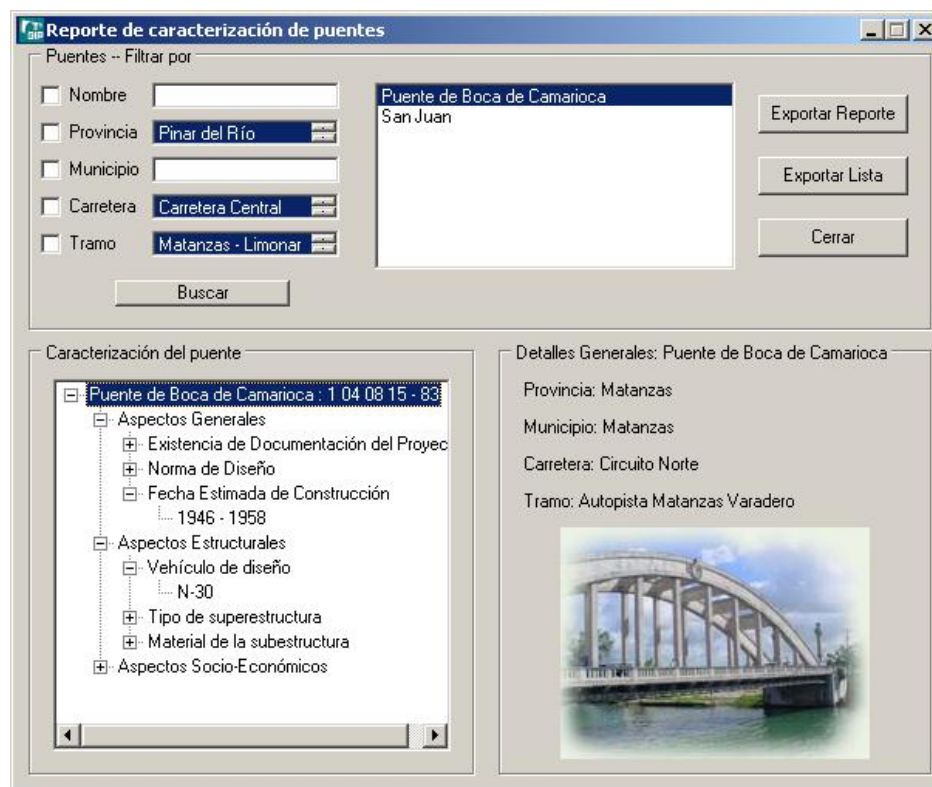 Reporte de caracterización de puentes
Puentes -- Filtrar por
Nombre
Provincia Pinar del Río
Municipio
Carretera Carretera Central
Tramo Matanzas - Limonar
Buscar
Puente de Boca de Camarioca
San Juan
Exportar Reporte
Exportar Lista
Cerrar
Caracterización del puente
Puente de Boca de Camarioca : 1 04 08 15 - 83
Aspectos Generales
Existencia de Documentación del Proyec
Norma de Diseño
Fecha Estimada de Construcción
1946 - 1958
Aspectos Estructurales
Vehículo de diseño
N-30
Tipo de superestructura
Material de la subestructura
Aspectos Socio-Económicos
Detalles Generales: Puente de Boca de Camarioca
Provincia: Matanzas
Municipio: Matanzas
Carretera: Circuito Norte
Tramo: Autopista Matanzas Varadero